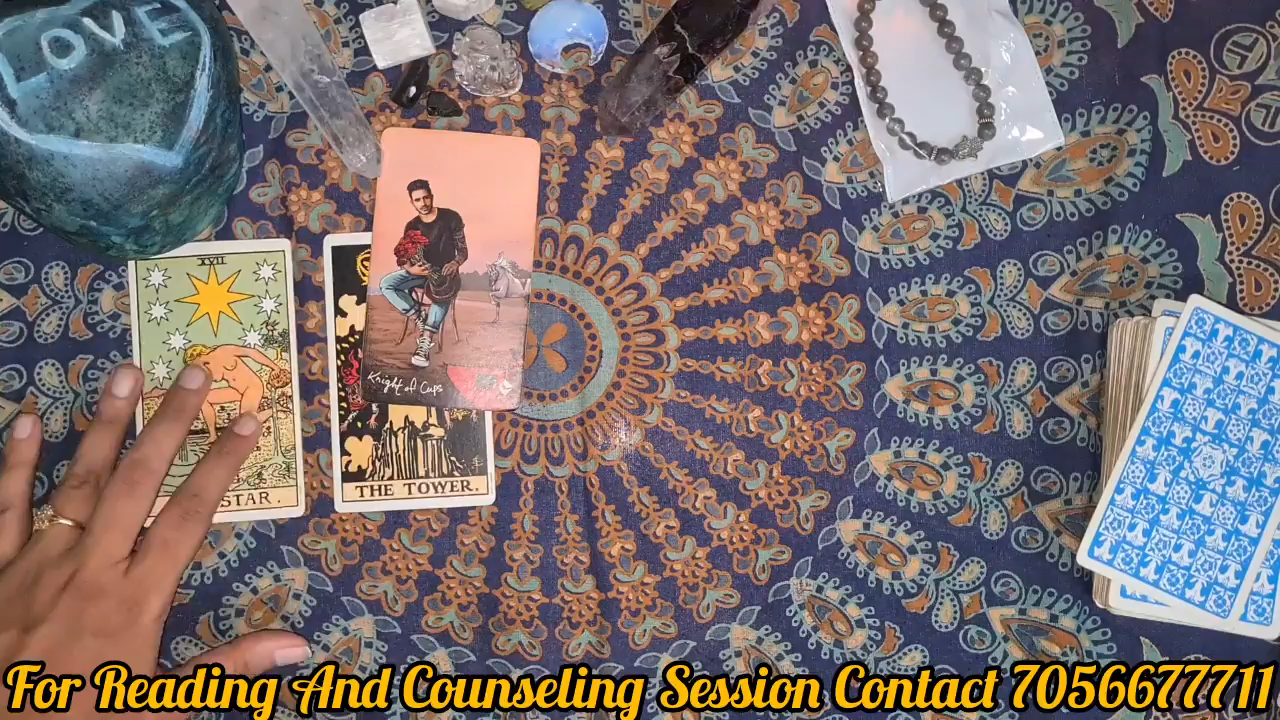 LOVE
XVII
STAR.
Knight of Cups
THE TOWER.
For Reading And Counseling Session Contact 7056677711